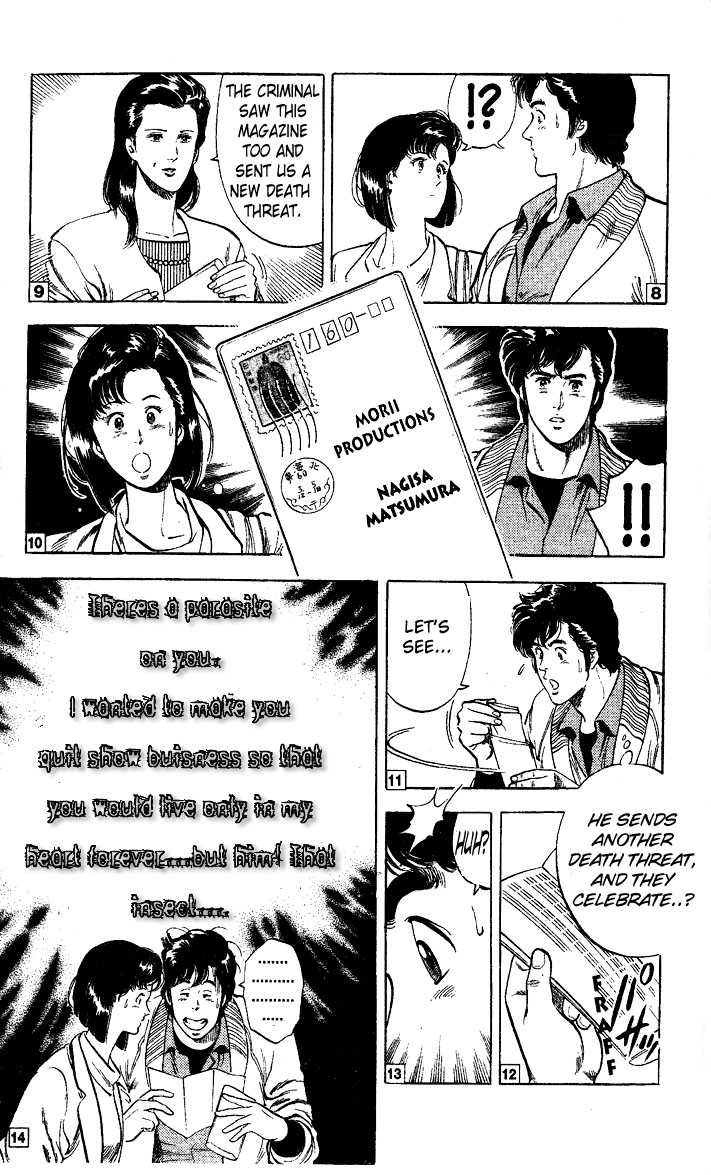 !?
8
THE CRIMINAL
SAW THIS
MAGAZINE
TOO AND
SENT US A
NEW DEATH
THREAT.
9
160-
MORII
PRODUCTIONS
NAGISA
MATSUMURA
!!
10
LET'S
SEE...
11
HE SENDS
ANOTHER
DEATH THREAT,
AND THEY
CELEBRATE..?
FRAFF
12
HUH?
13
Theres a parasite
on you.
I wanted to make you
quit show buisness so that
you would live only in my
heart forever....but him! That
insect....
.......
.......
.......
14